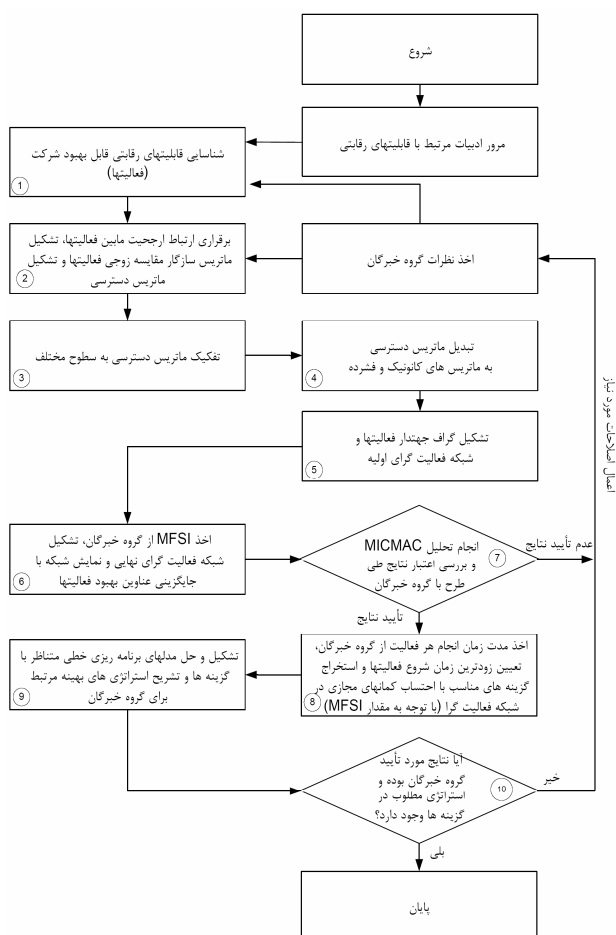 شروع
مرور ادبیات مرتبط با قابلیتهای رقابتی
شناسایی قابلیتهای رقابتی قابل بهبود شرکت
(فعالیتها)
1
اخذ نظرات گروه خبرگان
برقراری ارتباط ارجحیت مابین فعالیتها، تشکیل
ماتریس سازگار مقایسه زوجی فعالیتها و تشکیل
ماتریس دسترسی
2
تفکیک ماتریس دسترسی به سطوح مختلف
3
تبدیل ماتریس دسترسی
به ماتریس های کانونیک و فشرده
4
تشکیل گراف جهتدار فعالیتها و
شبکه فعالیت گرای اولیه
5
اخذ MFSI از گروه خبرگان، تشکیل
شبکه فعالیت گرای نهایی و نمایش شبکه با
جایگزینی عناوین بهبود فعالیتها
6
انجام تحلیل MICMAC
و بررسی اعتبار نتایج طی
طرح با گروه خبرگان
7
عدم تأیید نتایج
تأیید نتایج
اعمال اصلاحات مورد نیاز
اخذ مدت زمان انجام هر فعالیت از گروه خبرگان،
تعیین زودترین زمان شروع فعالیتها و استخراج
گزینه های مناسب با احتساب کمانهای مجازی در
شبکه فعالیت گرا (با توجه به مقدار MFSI)
8
تشکیل و حل مدلهای برنامه ریزی خطی متناظر با
گزینه ها و تشریح استراتژی های بهینه مرتبط
برای گروه خبرگان
9
آیا نتایج مورد تأیید
گروه خبرگان بوده و
استراتژی مطلوب در
گزینه ها وجود دارد؟
10
خیر
بلی
پایان